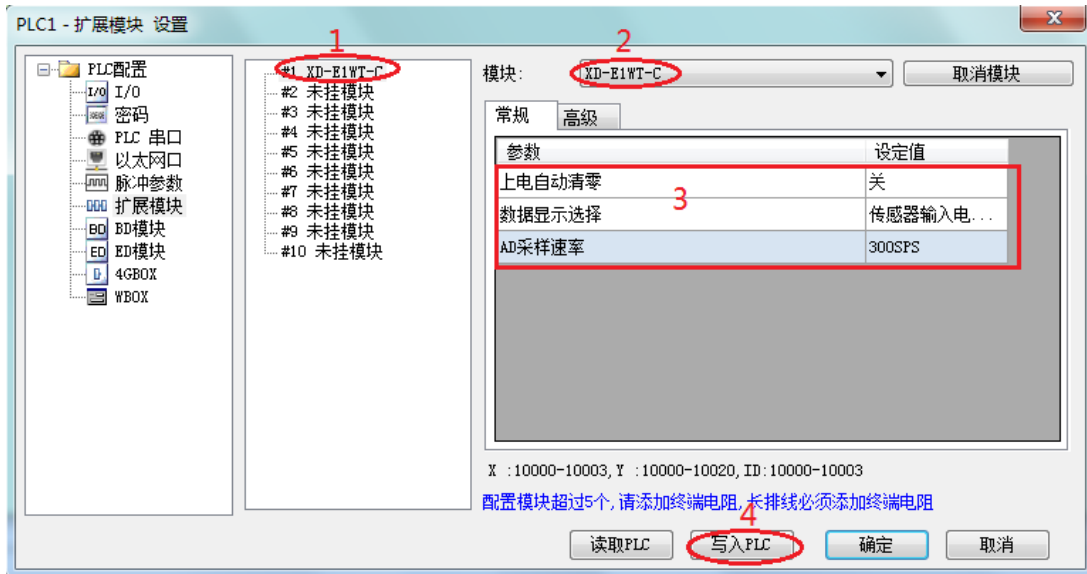 PLC1 - 扩展模块 设置
x
PLC配置
I/O I/O
密码
PLC 串口
以太网口
脉冲参数
扩展模块
BD BD模块
ED ED模块
4GBOX
WBOX
1
#1 XD-E1WT-C
#2 未挂模块
#3 未挂模块
#4 未挂模块
#5 未挂模块
#6 未挂模块
#7 未挂模块
#8 未挂模块
#9 未挂模块
#10 未挂模块
2
模块: XD-E1WT-C 取消模块
常规 高级
参数 设定值
上电自动清零 关
数据显示选择 传感器输入电...
AD采样速率 300SPS
3
X :10000-10003,Y :10000-10020,ID:10000-10003
配置模块超过5个,请添加终端电阻,长排线必须添加终端电阻
4
读取PLC 写入PLC 确定 取消